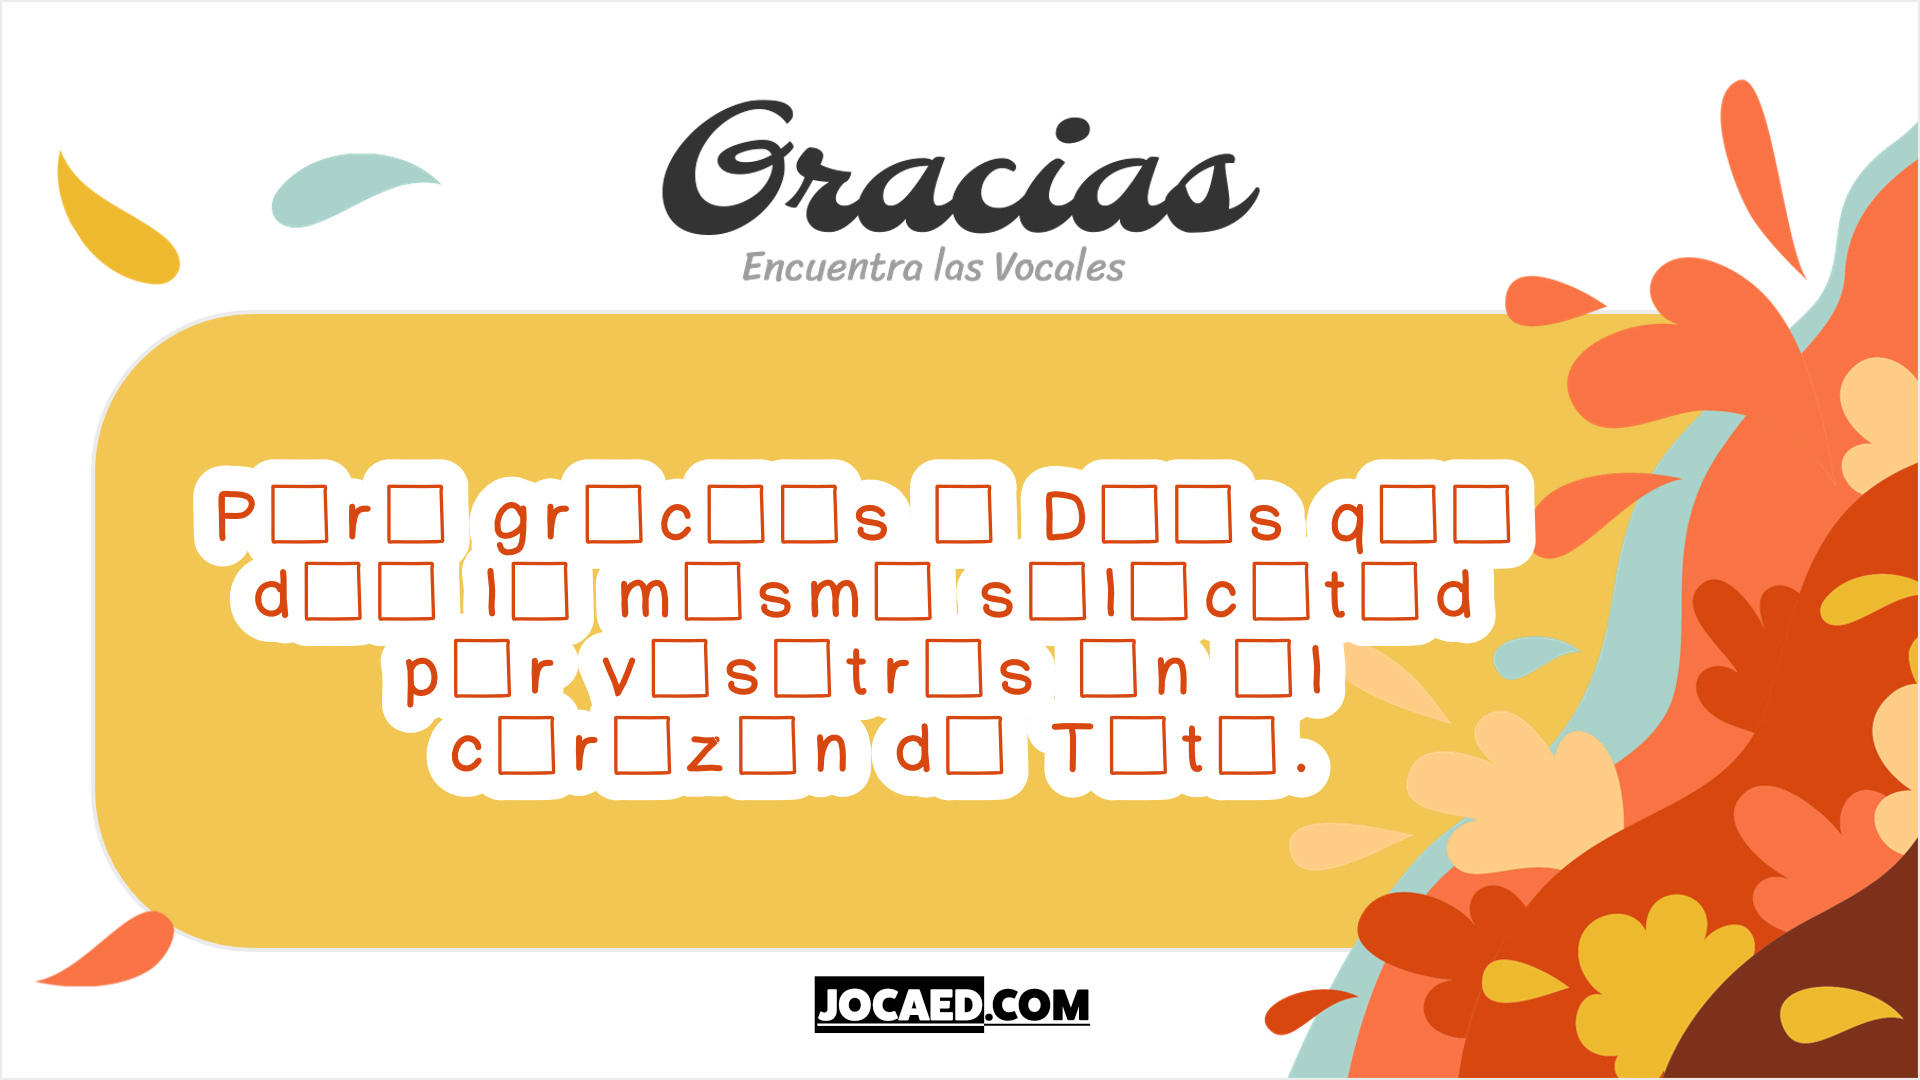 Gracias
Encuentra las Vocales
P□r□ gr□c□□s □ D□□s q□□
d□□ l□ m□sm□ s□l□c□t□d
p□r v□s□tr□s □n □l
c□r□z□n d□ T□t□.
JOCAED.COM